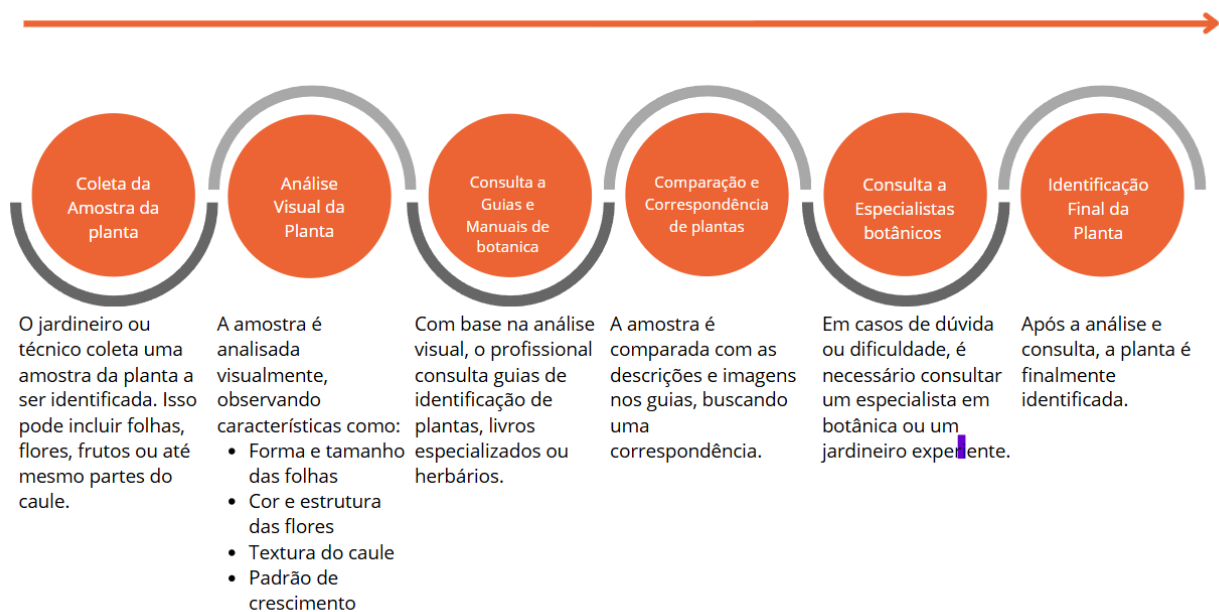 Coleta da
Amostra da
planta
Análise
Visual da
Planta
Consulta a
Guias e
Manuais de
botanica
Comparação e
Correspondência
de plantas
Consulta a
Especialistas
botânicos
Identificação
Final da
Planta
O jardineiro ou
técnico coleta uma
amostra da planta a
ser identificada. Isso
pode incluir folhas,
flores, frutos ou até
mesmo partes do
caule.
A amostra é
analisada
visualmente,
observando
características como:
• Forma e tamanho
das folhas
• Cor e estrutura
das flores
• Textura do caule
• Padrão de
crescimento
Com base na análise
visual, o profissional
consulta guias de
identificação de
plantas, livros
especializados ou
herbários.
A amostra é
comparada com as
descrições e imagens
nos guias, buscando
uma
correspondência.
Em casos de dúvida
ou dificuldade, é
necessário consultar
um especialista em
botânica ou um
jardineiro experiente.
Após a análise e
consulta, a planta é
finalmente
identificada.